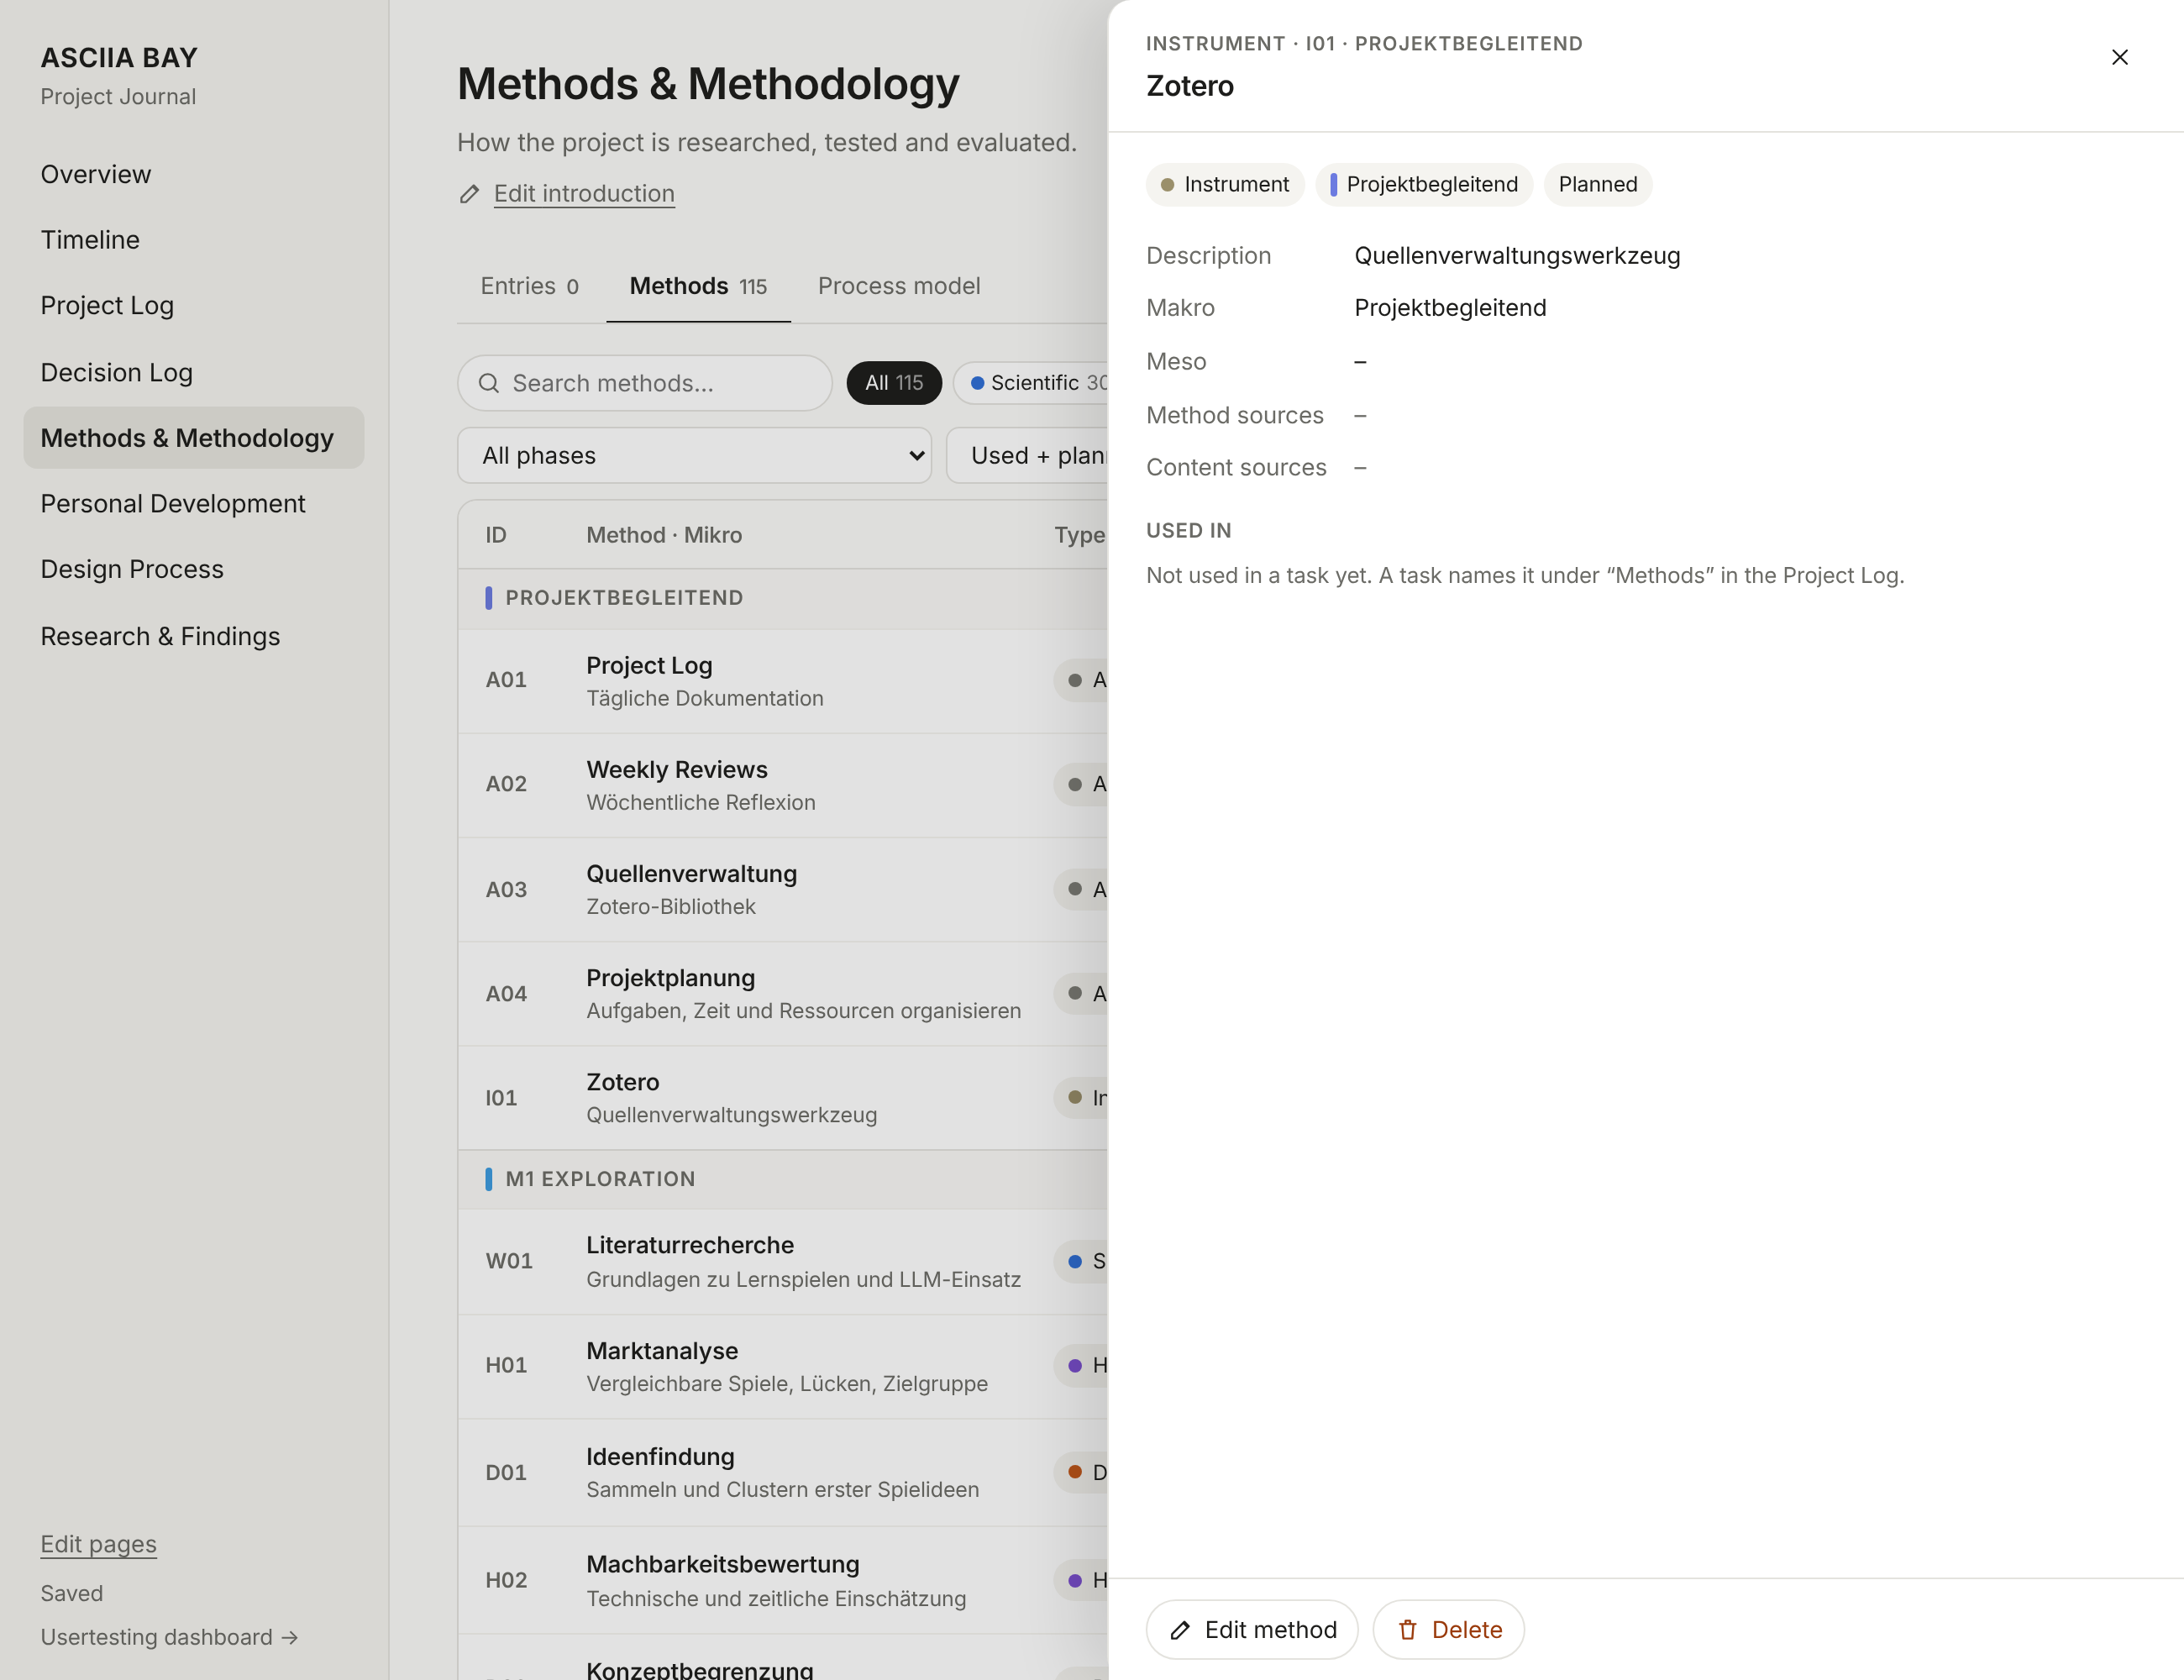 ASCIIA BAY
Project Journal
Overview
Timeline
Project Log
Decision Log
Methods & Methodology
Personal Development
Design Process
Research & Findings
Edit pages
Saved
Usertesting dashboard →
Methods & Methodology
How the project is researched, tested and evaluated.
Edit introduction
Entries 0
Methods 115
Process model
Search methods...
All 115
Scientific 30
All phases
Used +
ID
Method · Mikro
Type
PROJEKTBEGLEITEND
A01
Project Log
Tägliche Dokumentation
A
A02
Weekly Reviews
Wöchentliche Reflexion
A
A03
Quellenverwaltung
Zotero-Bibliothek
A
A04
Projektplanung
Aufgaben, Zeit und Ressourcen organisieren
A
I01
Zotero
Quellenverwaltungswerkzeug
In
M1 EXPLORATION
W01
Literaturrecherche
Grundlagen zu Lernspielen und LLM-Einsatz
S
H01
Marktanalyse
Vergleichbare Spiele, Lücken, Zielgruppe
H
D01
Ideenfindung
Sammeln und Clustern erster Spielideen
D
H02
Machbarkeitsbewertung
Technische und zeitliche Einschätzung
H
Konzeptbegrenzung
INSTRUMENT · I01 · PROJEKTBEGLEITEND
Zotero
Instrument
Projektbegleitend
Planned
Description Quellenverwaltungswerkzeug
Makro Projektbegleitend
Meso –
Method sources –
Content sources –
USED IN
Not used in a task yet. A task names it under “Methods” in the Project Log.
Edit method
Delete